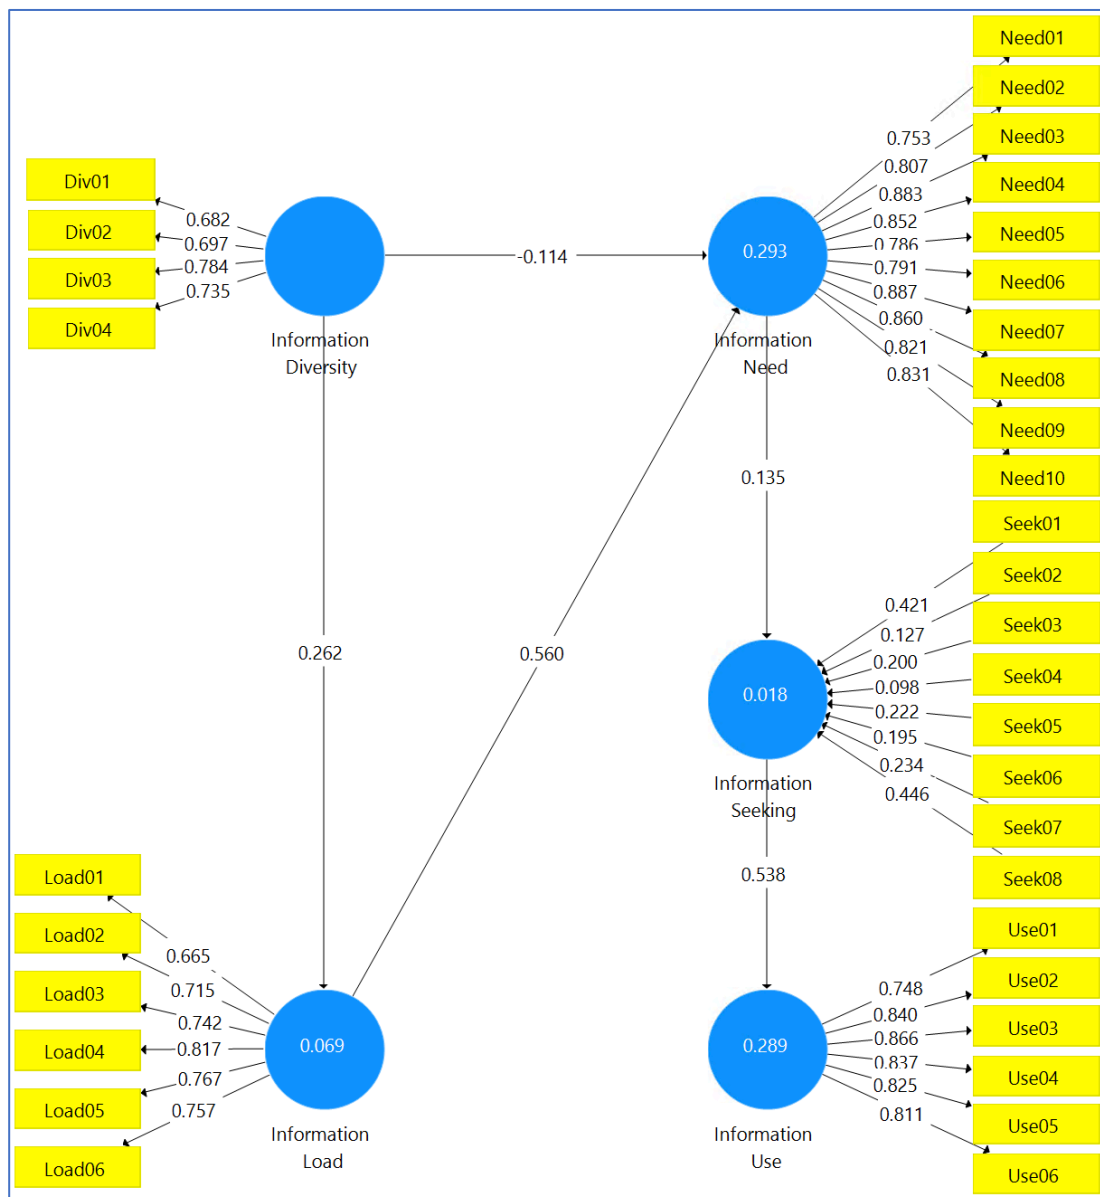 Need01
Need02
Need03
Need04
Need05
Need06
Need07
Need08
Need09
Need10
0.753
0.807
0.883
0.852
0.786
0.791
0.887
0.860
0.821
0.831
Div01
Div02
Div03
Div04
0.682
0.697
0.784
0.735
Information
Diversity
-0.114
0.293
Information
Need
0.262
0.560
0.135
Seek01
Seek02
Seek03
Seek04
Seek05
Seek06
Seek07
Seek08
0.421
0.127
0.200
0.098
0.222
0.195
0.234
0.446
0.018
Information
Seeking
0.538
Load01
Load02
Load03
Load04
Load05
Load06
0.665
0.715
0.742
0.817
0.767
0.757
0.069
Information
Load
0.289
Information
Use
0.748
0.840
0.866
0.837
0.825
0.811
Use01
Use02
Use03
Use04
Use05
Use06